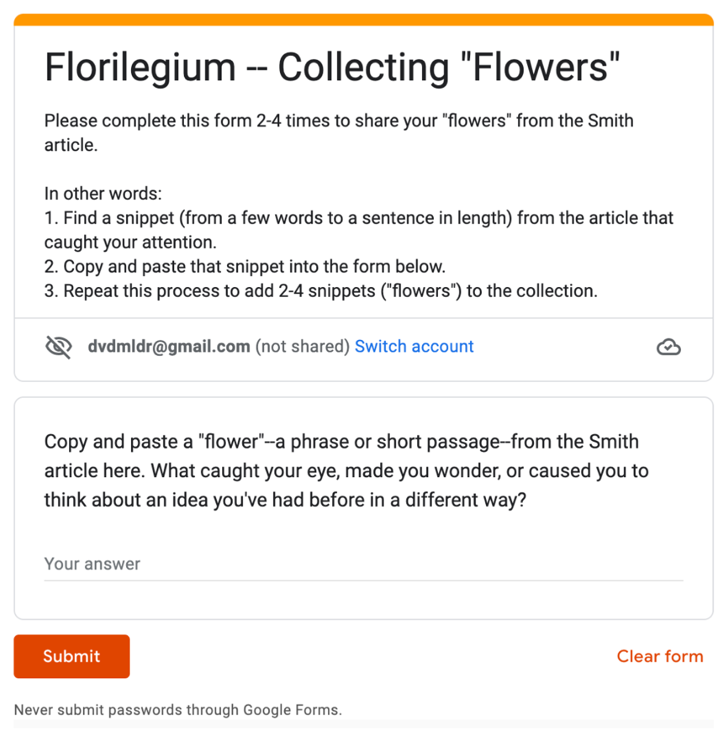 Florilegium -- Collecting "Flowers"
Please complete this form 2-4 times to share your "flowers" from the Smith
article.
In other words:
1. Find a snippet (from a few words to a sentence in length) from the article that
caught your attention.
2. Copy and paste that snippet into the form below.
3. Repeat this process to add 2-4 snippets ("flowers") to the collection.
dvdmldr@gmail.com (not shared) Switch account
Copy and paste a "flower"--a phrase or short passage--from the Smith
article here. What caught your eye, made you wonder, or caused you to
think about an idea you've had before in a different way?
Your answer
Submit
Clear form
Never submit passwords through Google Forms.